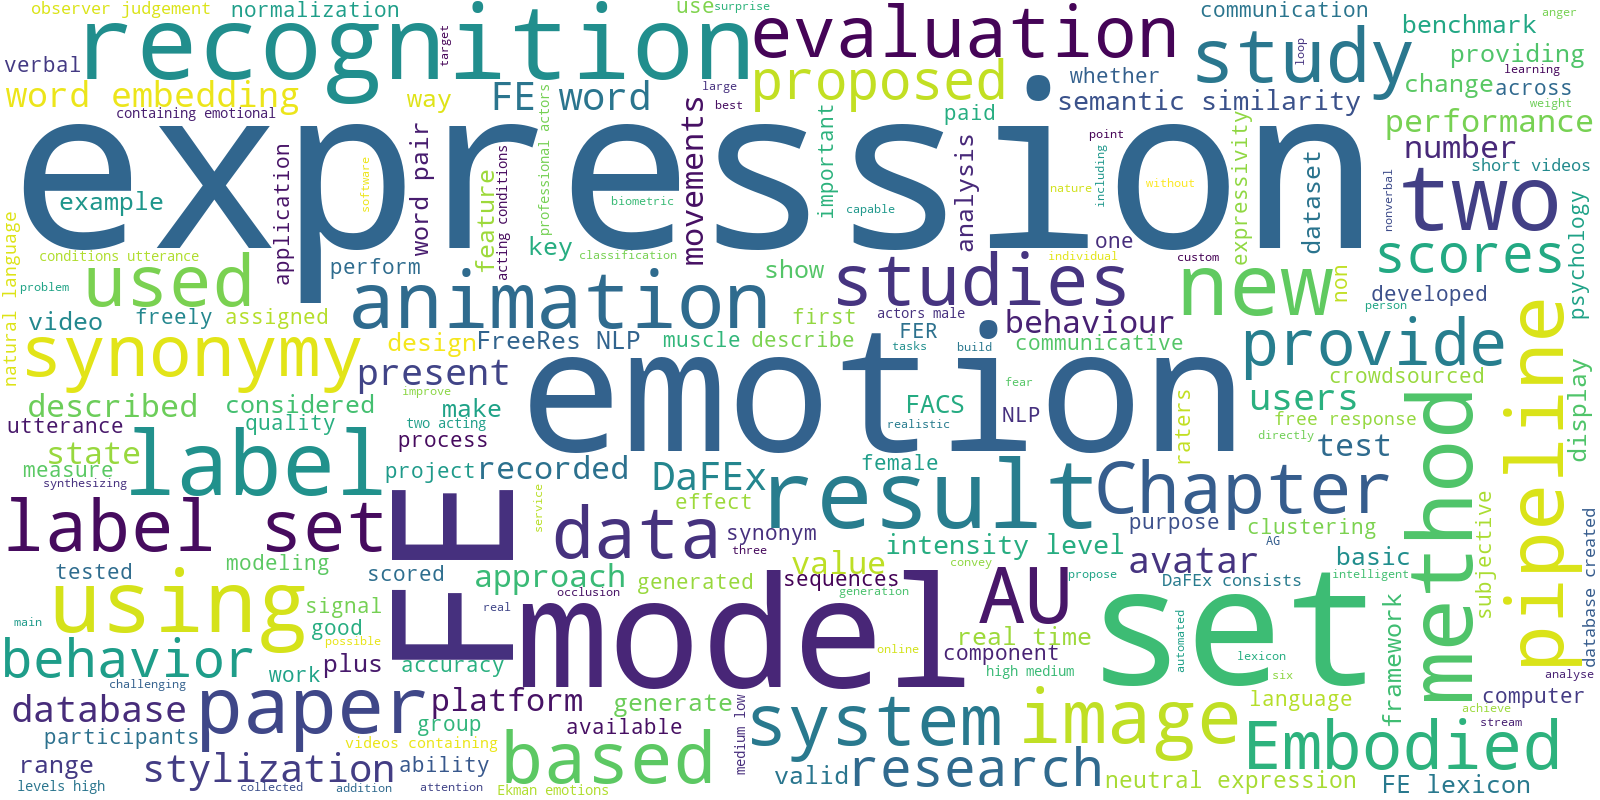 observer judgement
normalization
use
surprise
evaluation
communication
anger
recognition
target
study
benchmark
verbal
proposed
whether
loop
providing
learning
word embedding
way
FE word
large
semantic similarity
change
across
containing emotional
best
paid
weight
expression
performance
word pair
professional actors
movements
important
analysis
point
expressivity
number
software
dataset
short videos
including
two
application
acting conditions
feature
example
biometric
capable
nature
without
nonverbal
psychology
natural language
conditions utterance
key
classification
one
individual
custom
non
scores
perform
show
studies
new
problem
used
animation
developed
person
video
freely
assigned
first
actors male
behaviour
provide
pipeline
synonymy
design
FreeRes NLP
muscle
describe
FER
communicative
tasks
build
present
emotion
crowdsourced
display
improve
fear
described
considered
make
FACS
NLP
users
method
utterance
quality
two acting
realistic
raters
free response
state
label
process
directly
test
measure
project
recorded
DaFEx
female
result
Chapter
synthesizing
effect
label set
FE
service
data
synonym
purpose
clustering
subjective
three
intensity level
AG
database created
modeling
value
avatar
basic
tested
scored
approach
generated
sequences
convey
propose
DaFEx consists
intelligent
using
occlusion
generation
AU
set
signal
real
model
main
good
real time
automated
framework
possible
online
component
lexicon
behavior
plus
accuracy
work
high medium
six
analyse
challenging
paper
platform
generate
medium low
system
image
language
computer
database
group
available
achieve
stream
participants
videos containing
based
Embodied
range
stylization
ability
valid
research
neutral expression
FE lexicon
levels high
collected
addition
attention
Ekman emotions